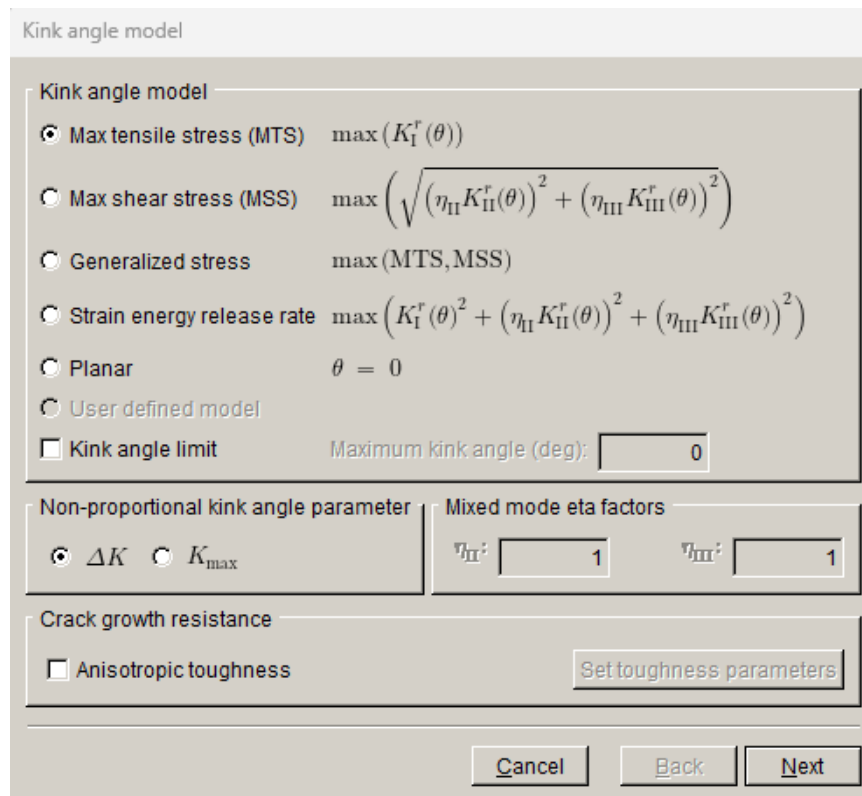 Kink angle model
Kink angle model
Max tensile stress (MTS) max (K_I^r(θ))
Max shear stress (MSS) max (√((η_II K_II^r(θ))^2 + (η_III K_III^r(θ))^2))
Generalized stress max (MTS,MSS)
Strain energy release rate max (K_I^r(θ)^2 + (η_II K_II^r(θ))^2 + (η_III K_III^r(θ))^2)
Planar θ = 0
User defined model
Kink angle limit Maximum kink angle (deg): 0
Non-proportional kink angle parameter Mixed mode eta factors
ΔK K_max η_II: 1 η_III: 1
Crack growth resistance
Anisotropic toughness Set toughness parameters
Cancel Back Next